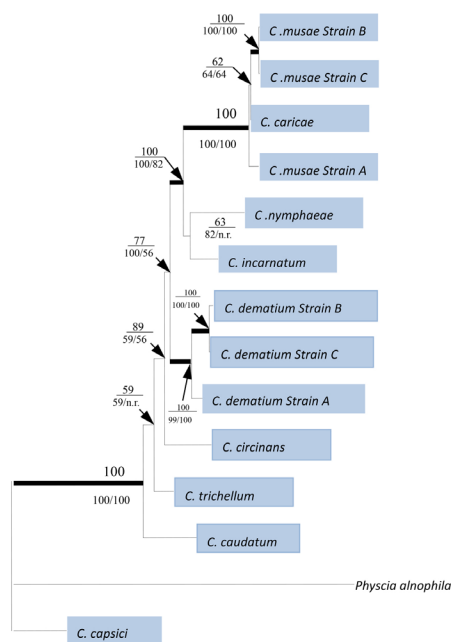 100
100/100
C .musae Strain B
62
64/64
C .musae Strain C
100
C. caricae
100/100
100
100/82
C .musae Strain A
63
82/n.r.
C .nymphaeae
77
100/56
C. incarnatum
100
100/100
C. dematium Strain B
89
59/56
C. dematium Strain C
59
59/n.r.
100
99/100
C. dematium Strain A
C. circinans
100
100/100
C. trichellum
C. caudatum
Physcia alnophila
C. capsici